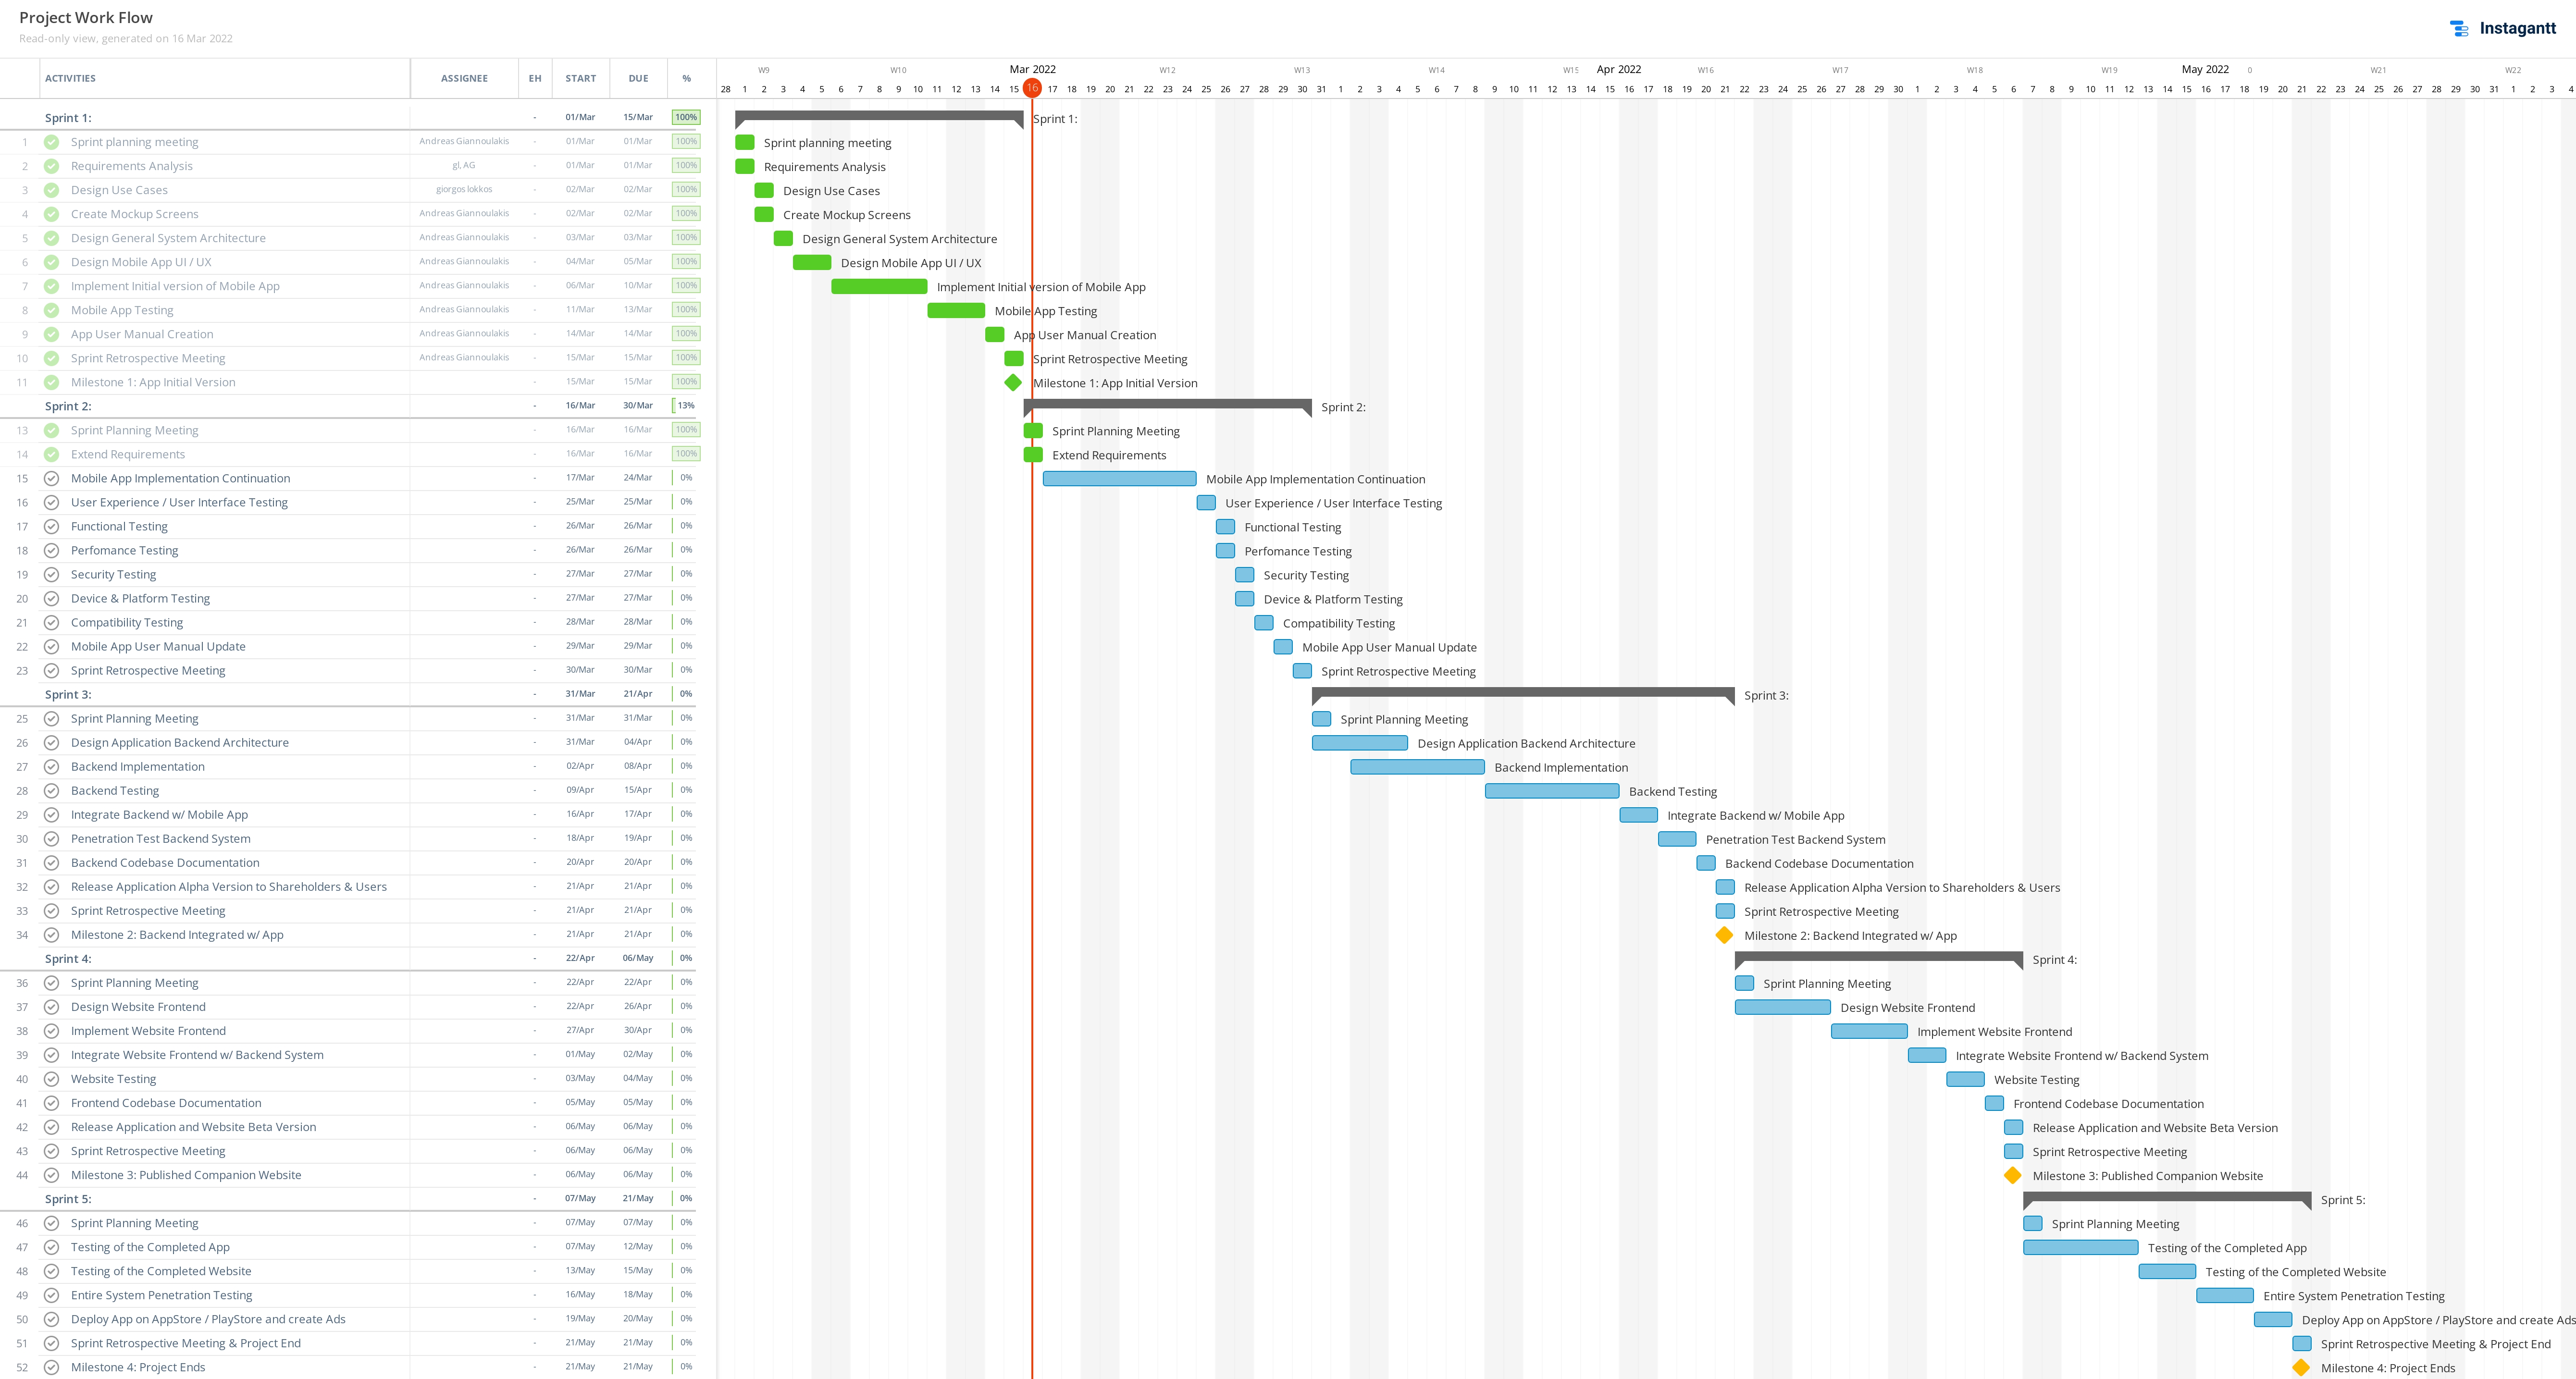 Project Work Flow
Read-only view, generated on 16 Mar 2022
Instagantt
ACTIVITIES ASSIGNEE EH START DUE %
W9 W10 Mar 2022 W12 W13 W14 W15 Apr 2022 W16 W17 W18 W19 May 2022 0 W21 W22
28 1 2 3 4 5 6 7 8 9 10 11 12 13 14 15 16 17 18 19 20 21 22 23 24 25 26 27 28 29 30 31 1 2 3 4 5 6 7 8 9 10 11 12 13 14 15 16 17 18 19 20 21 22 23 24 25 26 27 28 29 30 1 2 3 4 5 6 7 8 9 10 11 12 13 14 15 16 17 18 19 20 21 22 23 24 25 26 27 28 29 30 31 1 2 3 4
Sprint 1: - 01/Mar 15/Mar 100% Sprint 1:
1 Sprint planning meeting Andreas Giannoulakis - 01/Mar 01/Mar 100% Sprint planning meeting
2 Requirements Analysis gl, AG - 01/Mar 01/Mar 100% Requirements Analysis
3 Design Use Cases giorgos lokkos - 02/Mar 02/Mar 100% Design Use Cases
4 Create Mockup Screens Andreas Giannoulakis - 02/Mar 02/Mar 100% Create Mockup Screens
5 Design General System Architecture Andreas Giannoulakis - 03/Mar 03/Mar 100% Design General System Architecture
6 Design Mobile App UI / UX Andreas Giannoulakis - 04/Mar 05/Mar 100% Design Mobile App UI / UX
7 Implement Initial version of Mobile App Andreas Giannoulakis - 06/Mar 10/Mar 100% Implement Initial version of Mobile App
8 Mobile App Testing Andreas Giannoulakis - 11/Mar 13/Mar 100% Mobile App Testing
9 App User Manual Creation Andreas Giannoulakis - 14/Mar 14/Mar 100% App User Manual Creation
10 Sprint Retrospective Meeting Andreas Giannoulakis - 15/Mar 15/Mar 100% Sprint Retrospective Meeting
11 Milestone 1: App Initial Version - 15/Mar 15/Mar 100% Milestone 1: App Initial Version
Sprint 2: - 16/Mar 30/Mar 13% Sprint 2:
13 Sprint Planning Meeting - 16/Mar 16/Mar 100% Sprint Planning Meeting
14 Extend Requirements - 16/Mar 16/Mar 100% Extend Requirements
15 Mobile App Implementation Continuation - 17/Mar 24/Mar 0% Mobile App Implementation Continuation
16 User Experience / User Interface Testing - 25/Mar 25/Mar 0% User Experience / User Interface Testing
17 Functional Testing - 26/Mar 26/Mar 0% Functional Testing
18 Perfomance Testing - 26/Mar 26/Mar 0% Perfomance Testing
19 Security Testing - 27/Mar 27/Mar 0% Security Testing
20 Device & Platform Testing - 27/Mar 27/Mar 0% Device & Platform Testing
21 Compatibility Testing - 28/Mar 28/Mar 0% Compatibility Testing
22 Mobile App User Manual Update - 29/Mar 29/Mar 0% Mobile App User Manual Update
23 Sprint Retrospective Meeting - 30/Mar 30/Mar 0% Sprint Retrospective Meeting
Sprint 3: - 31/Mar 21/Apr 0% Sprint 3:
25 Sprint Planning Meeting - 31/Mar 31/Mar 0% Sprint Planning Meeting
26 Design Application Backend Architecture - 31/Mar 04/Apr 0% Design Application Backend Architecture
27 Backend Implementation - 02/Apr 08/Apr 0% Backend Implementation
28 Backend Testing - 09/Apr 15/Apr 0% Backend Testing
29 Integrate Backend w/ Mobile App - 16/Apr 17/Apr 0% Integrate Backend w/ Mobile App
30 Penetration Test Backend System - 18/Apr 19/Apr 0% Penetration Test Backend System
31 Backend Codebase Documentation - 20/Apr 20/Apr 0% Backend Codebase Documentation
32 Release Application Alpha Version to Shareholders & Users - 21/Apr 21/Apr 0% Release Application Alpha Version to Shareholders & Users
33 Sprint Retrospective Meeting - 21/Apr 21/Apr 0% Sprint Retrospective Meeting
34 Milestone 2: Backend Integrated w/ App - 21/Apr 21/Apr 0% Milestone 2: Backend Integrated w/ App
Sprint 4: - 22/Apr 06/May 0% Sprint 4:
36 Sprint Planning Meeting - 22/Apr 22/Apr 0% Sprint Planning Meeting
37 Design Website Frontend - 22/Apr 26/Apr 0% Design Website Frontend
38 Implement Website Frontend - 27/Apr 30/Apr 0% Implement Website Frontend
39 Integrate Website Frontend w/ Backend System - 01/May 02/May 0% Integrate Website Frontend w/ Backend System
40 Website Testing - 03/May 04/May 0% Website Testing
41 Frontend Codebase Documentation - 05/May 05/May 0% Frontend Codebase Documentation
42 Release Application and Website Beta Version - 06/May 06/May 0% Release Application and Website Beta Version
43 Sprint Retrospective Meeting - 06/May 06/May 0% Sprint Retrospective Meeting
44 Milestone 3: Published Companion Website - 06/May 06/May 0% Milestone 3: Published Companion Website
Sprint 5: - 07/May 21/May 0% Sprint 5:
46 Sprint Planning Meeting - 07/May 07/May 0% Sprint Planning Meeting
47 Testing of the Completed App - 07/May 12/May 0% Testing of the Completed App
48 Testing of the Completed Website - 13/May 15/May 0% Testing of the Completed Website
49 Entire System Penetration Testing - 16/May 18/May 0% Entire System Penetration Testing
50 Deploy App on AppStore / PlayStore and create Ads - 19/May 20/May 0% Deploy App on AppStore / PlayStore and create Ads
51 Sprint Retrospective Meeting & Project End - 21/May 21/May 0% Sprint Retrospective Meeting & Project End
52 Milestone 4: Project Ends - 21/May 21/May 0% Milestone 4: Project Ends